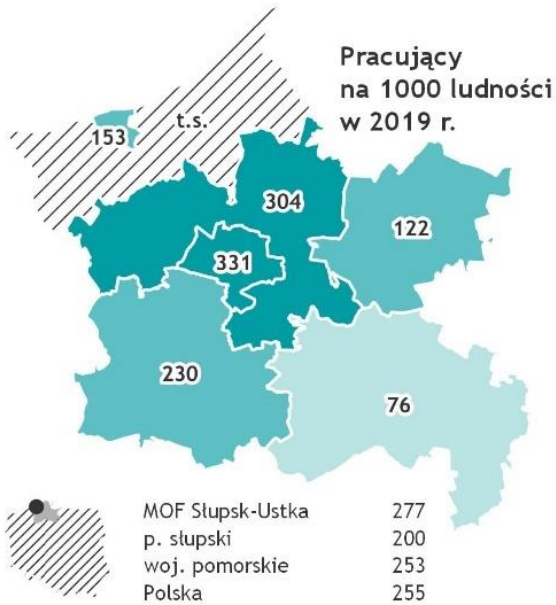 Pracujący
na 1000 ludności
w 2019 r.
153
t.s.
304
122
331
230
76
MOF Słupsk-Ustka 277
p. słupski 200
woj. pomorskie 253
Polska 255